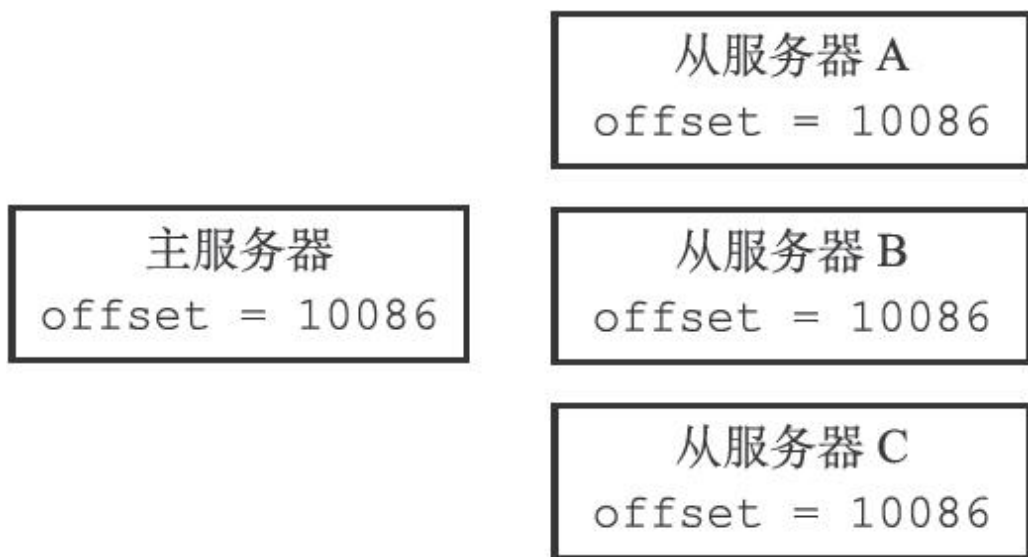 主服务器
offset = 10086
从服务器 A
offset = 10086
从服务器 B
offset = 10086
从服务器 C
offset = 10086